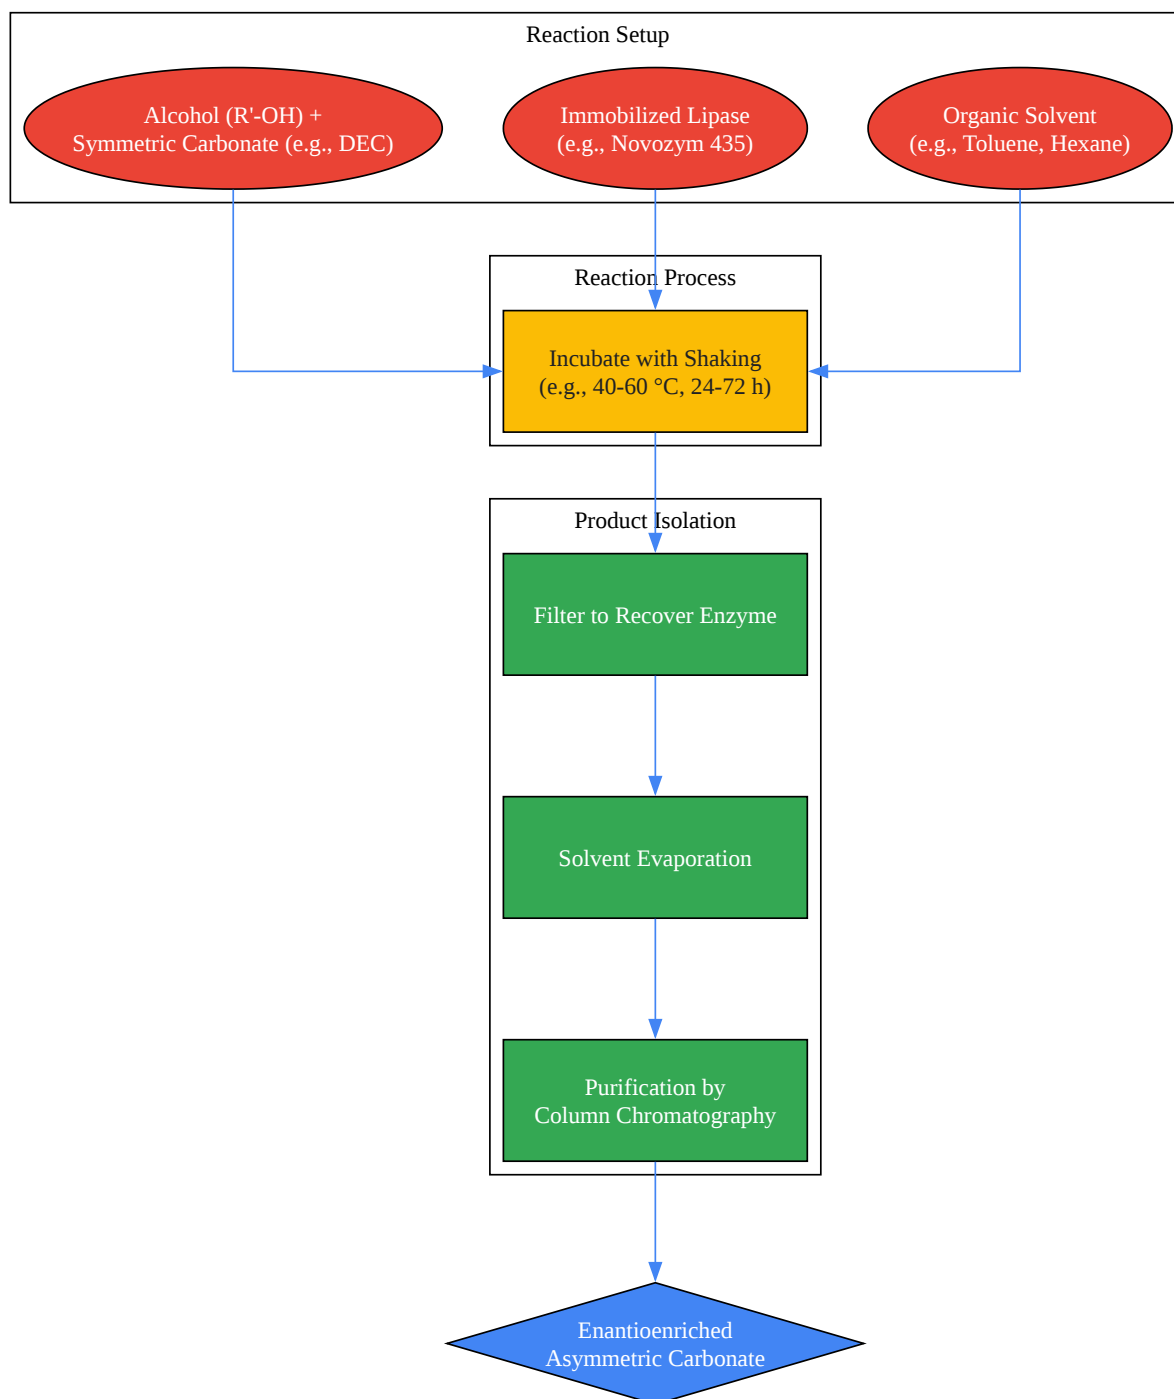 Reaction Setup
Alcohol (R'-OH) +
Symmetric Carbonate (e.g., DEC)
Immobilized Lipase
(e.g., Novozym 435)
Organic Solvent
(e.g., Toluene, Hexane)
Reaction Process
Incubate with Shaking
(e.g., 40-60 °C, 24-72 h)
Product Isolation
Filter to Recover Enzyme
Solvent Evaporation
Purification by
Column Chromatography
Enantioenriched
Asymmetric Carbonate